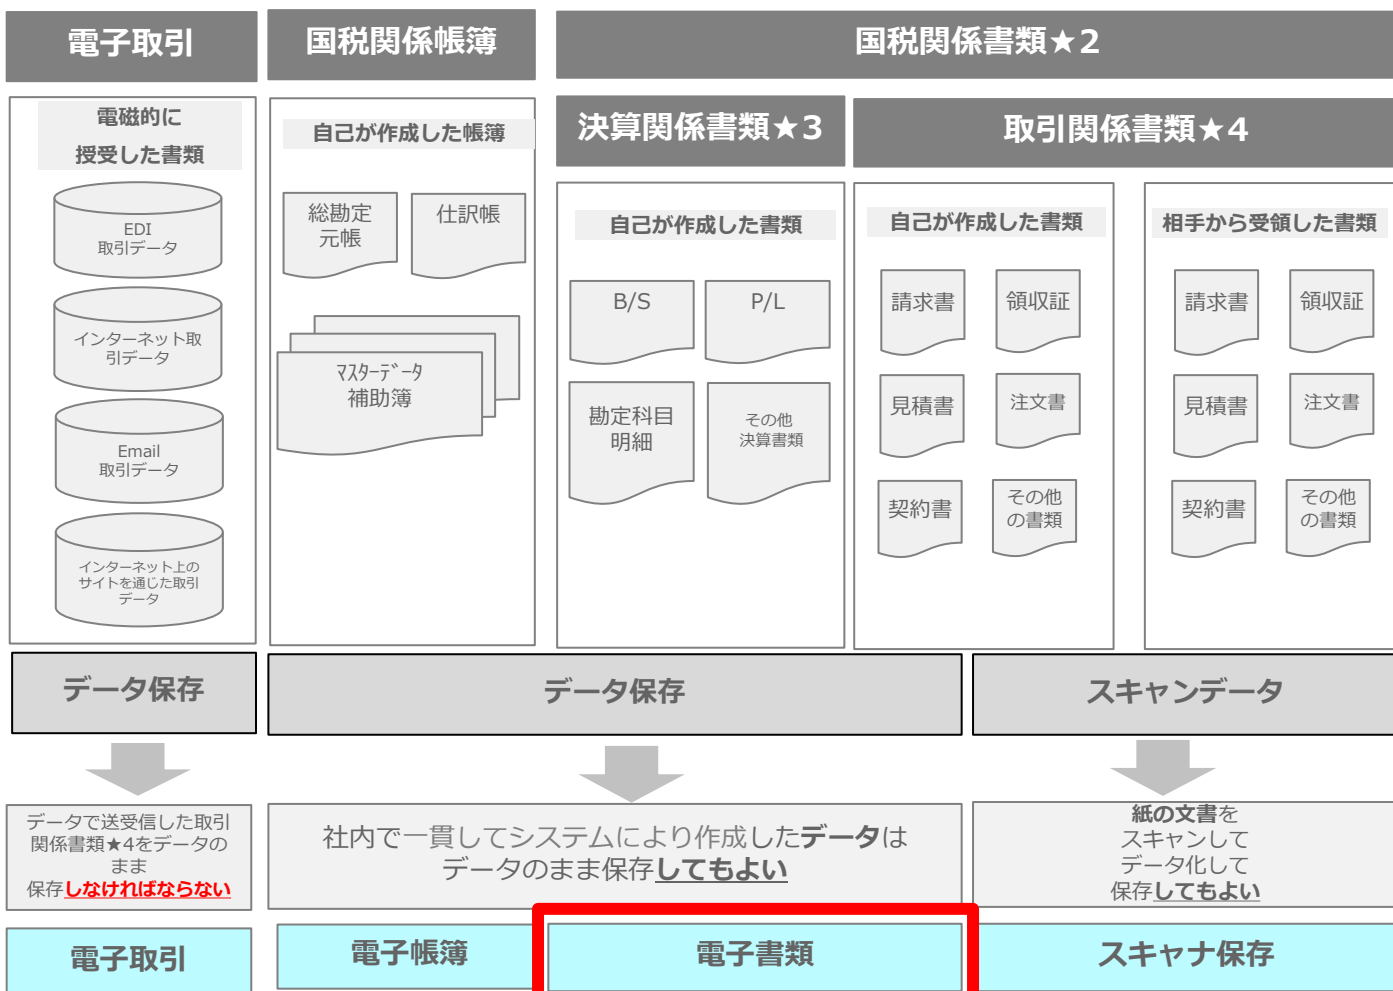 電子取引
国税関係帳簿
国税関係書類★2
電磁的に
授受した書類
自己が作成した帳簿
決算関係書類★3
取引関係書類★4
EDI
取引データ
インターネット取
引データ
Email
取引データ
インターネット上の
サイトを通じた取引
データ
総勘定
元帳
仕訳帳
ﾏｽﾀｰﾃﾞｰﾀ
補助簿
自己が作成した書類
B/S
P/L
勘定科目
明細
その他
決算書類
自己が作成した書類
請求書
領収証
見積書
注文書
契約書
その他
の書類
相手から受領した書類
請求書
領収証
見積書
注文書
契約書
その他
の書類
データ保存
データ保存
スキャンデータ
データで送受信した取引
関係書類★4をデータの
まま
保存しなければならない
社内で一貫してシステムにより作成したデータは
データのまま保存してもよい
紙の文書を
スキャンして
データ化して
保存してもよい
電子取引
電子帳簿
電子書類
スキャナ保存